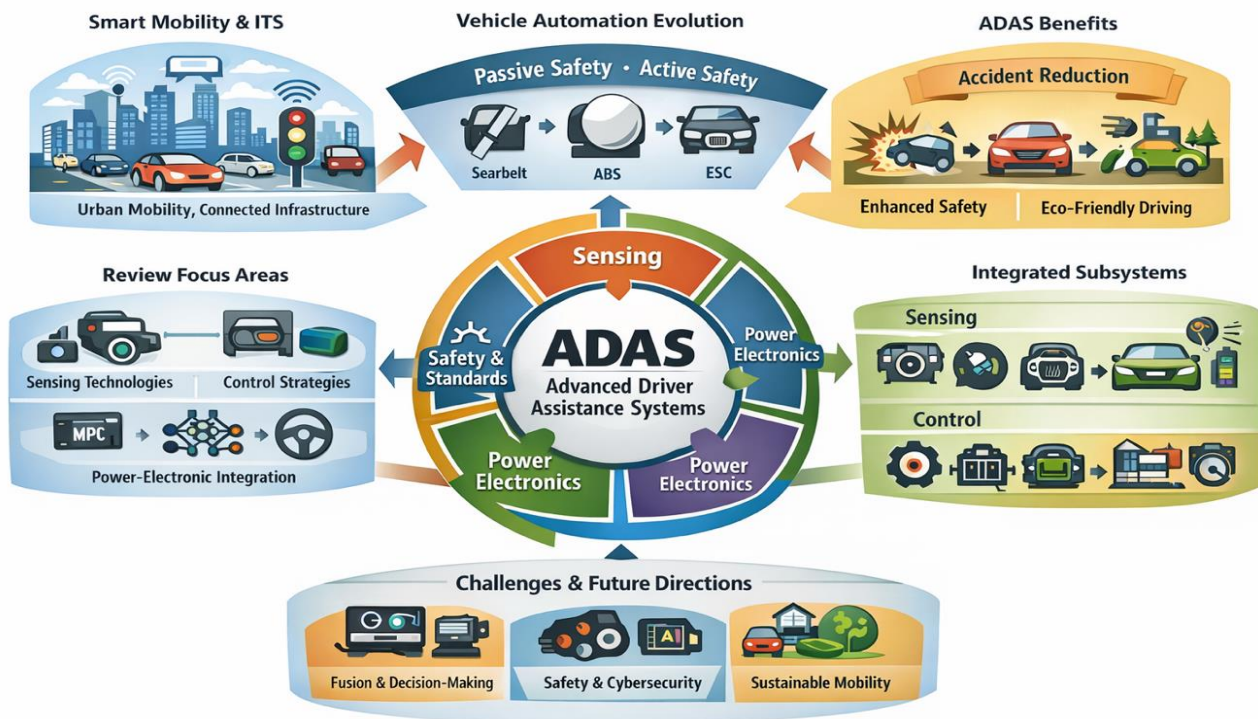 Smart Mobility & ITS
Urban Mobility, Connected Infrastructure
Vehicle Automation Evolution
Passive Safety • Active Safety
Searbelt
ABS
ESC
ADAS Benefits
Accident Reduction
Enhanced Safety
Eco-Friendly Driving
Review Focus Areas
Sensing Technologies
Control Strategies
MPC
Power-Electronic Integration
Sensing
Safety &
Standards
Power
Electronics
ADAS
Advanced Driver
Assistance Systems
Power
Electronics
Power
Electronics
Integrated Subsystems
Sensing
Control
Challenges & Future Directions
Fusion & Decision-Making
A
Safety & Cybersecurity
Sustainable Mobility